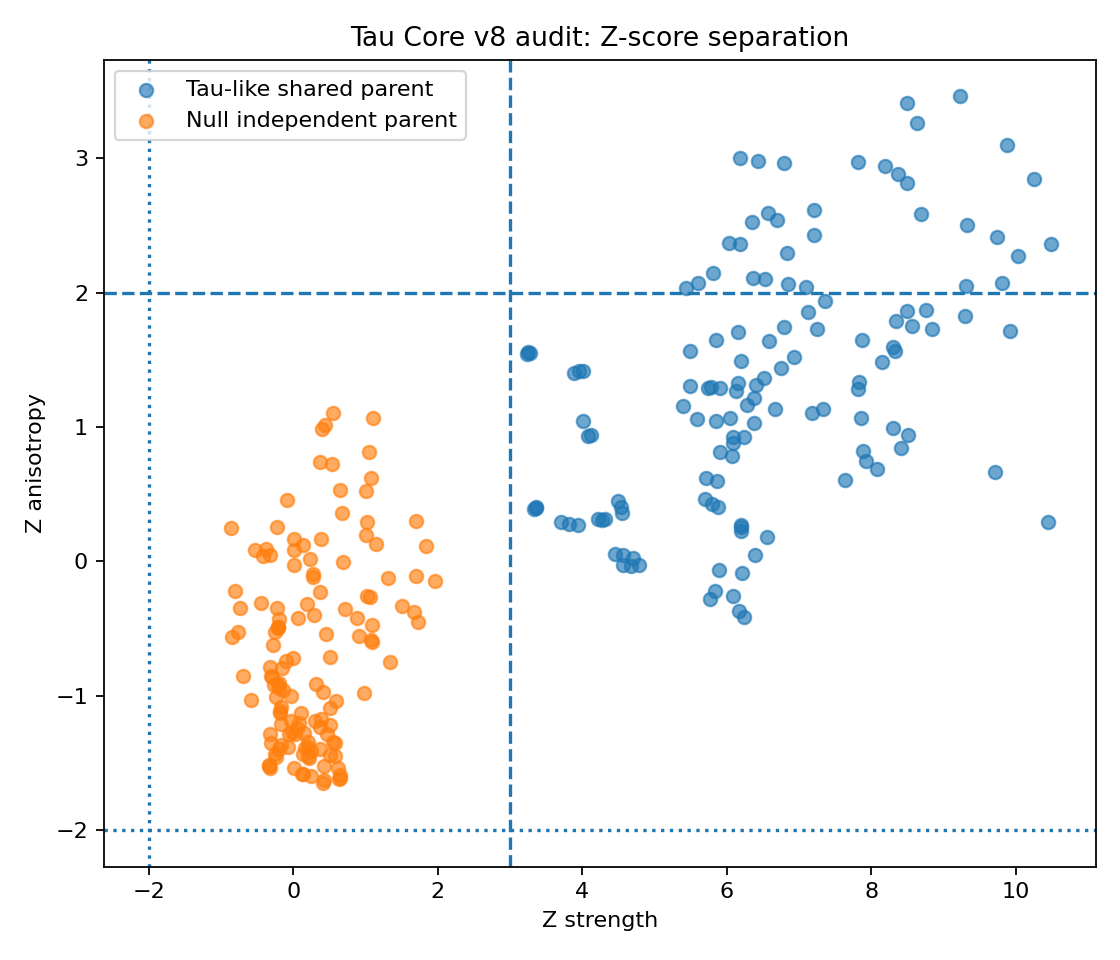 Tau Core v8 audit: Z-score separation
Tau-like shared parent
Null independent parent
3
2
1
0
−1
−2
Z anisotropy
−2 0 2 4 6 8 10
Z strength